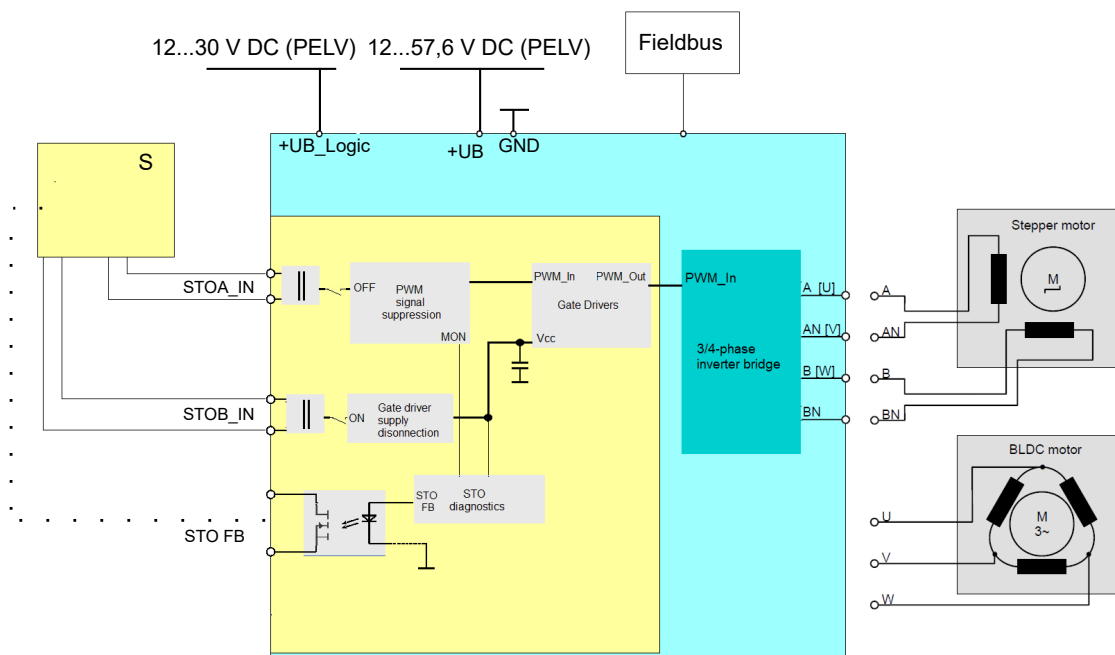 12...30 V DC (PELV)
12...57,6 V DC (PELV)
Fieldbus
+UB_Logic
+UB
GND
S
STOA_IN
OFF
PWM
signal
suppression
MON
PWM_In
PWM_Out
Gate Drivers
Vcc
PWM_In
3/4-phase
inverter bridge
A [U]
AN [V]
B [W]
BN
A
AN
B
BN
Stepper motor
M
STOB_IN
ON
Gate driver
supply
disonnection
STO
FB
STO
diagnostics
STO FB
BLDC motor
M
3~
U
V
W